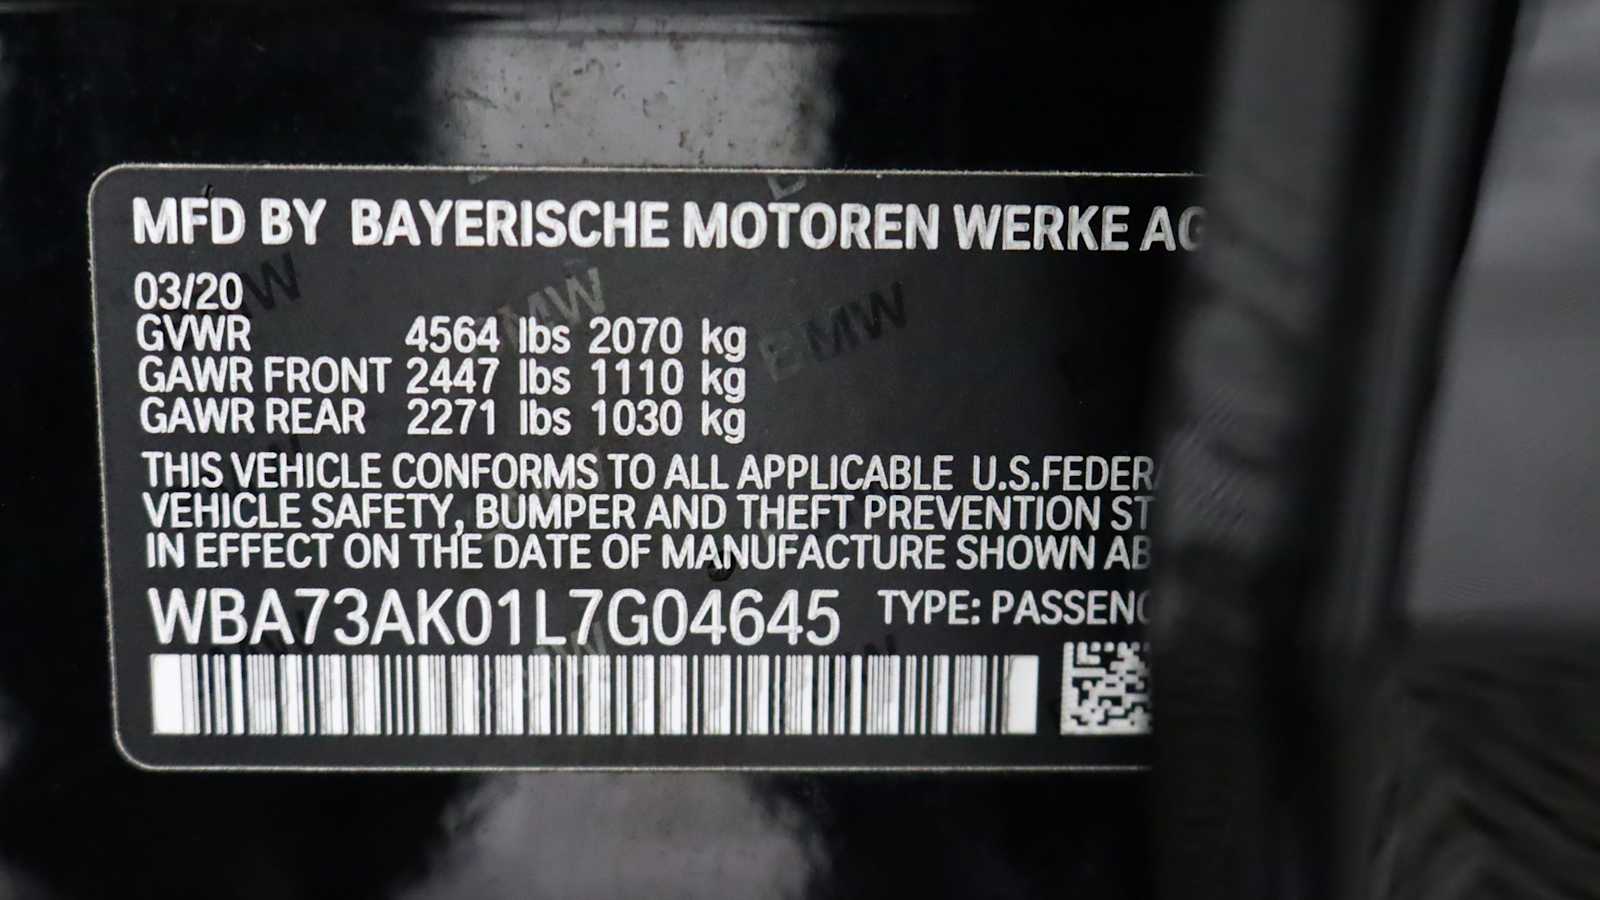 MFD BY BAYERISCHE MOTOREN WERKE AG
03/20
GVWR 4564 lbs 2070 kg
GAWR FRONT 2447 lbs 1110 kg
GAWR REAR 2271 lbs 1030 kg
THIS VEHICLE CONFORMS TO ALL APPLICABLE U.S.FEDERA
VEHICLE SAFETY, BUMPER AND THEFT PREVENTION ST
IN EFFECT ON THE DATE OF MANUFACTURE SHOWN AB
WBA73AK01L7G04645 TYPE: PASSENG